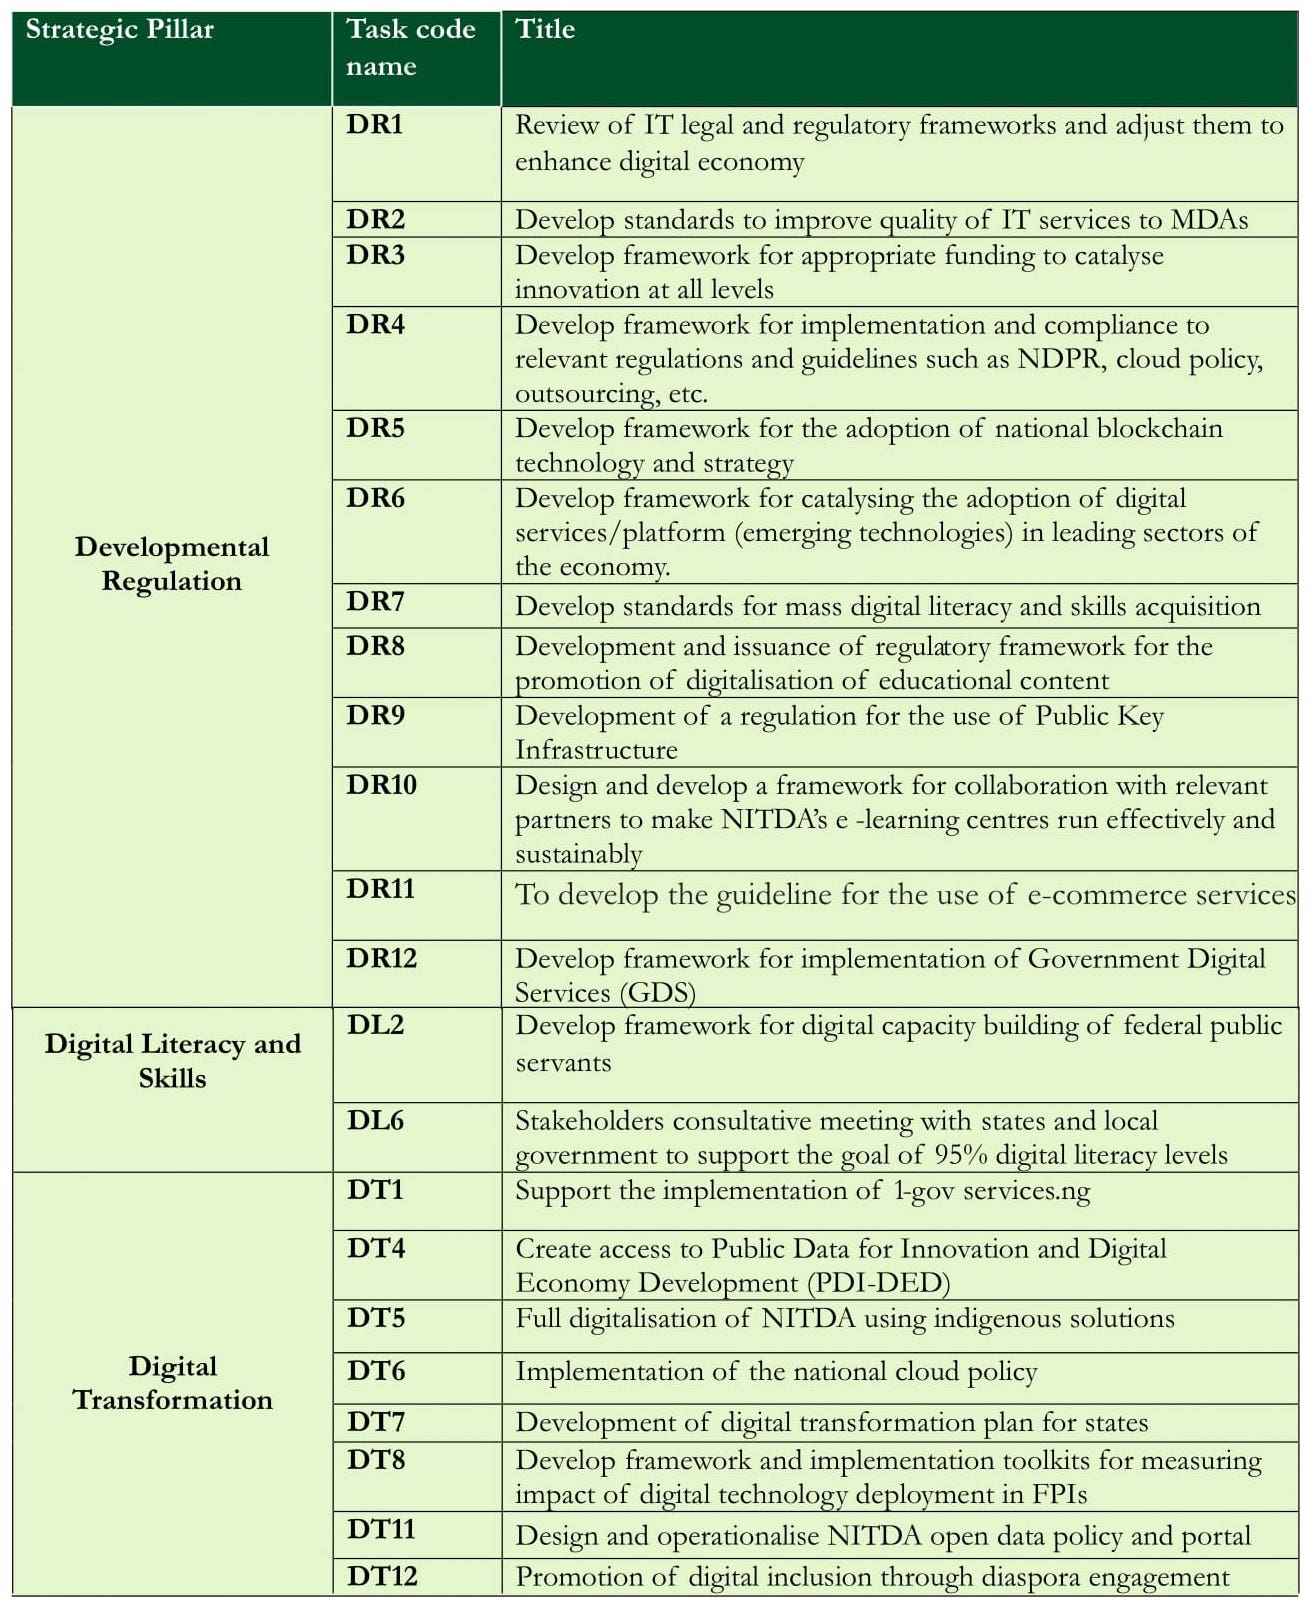 Strategic Pillar
Task code
name
Title
Developmental
Regulation
DR1
Review of IT legal and regulatory frameworks and adjust them to
enhance digital economy
DR2
Develop standards to improve quality of IT services to MDAs
DR3
Develop framework for appropriate funding to catalyse
innovation at all levels
DR4
Develop framework for implementation and compliance to
relevant regulations and guidelines such as NDPR, cloud policy,
outsourcing, etc.
DR5
Develop framework for the adoption of national blockchain
technology and strategy
DR6
Develop framework for catalysing the adoption of digital
services/platform (emerging technologies) in leading sectors of
the economy.
DR7
Develop standards for mass digital literacy and skills acquisition
DR8
Development and issuance of regulatory framework for the
promotion of digitalisation of educational content
DR9
Development of a regulation for the use of Public Key
Infrastructure
DR10
Design and develop a framework for collaboration with relevant
partners to make NITDA's e -learning centres run effectively and
sustainably
DR11
To develop the guideline for the use of e-commerce services
DR12
Develop framework for implementation of Government Digital
Services (GDS)
Digital Literacy and
Skills
DL2
Develop framework for digital capacity building of federal public
servants
DL6
Stakeholders consultative meeting with states and local
government to support the goal of 95% digital literacy levels
Digital
Transformation
DT1
Support the implementation of 1-gov services.ng
DT4
Create access to Public Data for Innovation and Digital
Economy Development (PDI-DED)
DT5
Full digitalisation of NITDA using indigenous solutions
DT6
Implementation of the national cloud policy
DT7
Development of digital transformation plan for states
DT8
Develop framework and implementation toolkits for measuring
impact of digital technology deployment in FPIs
DT11
Design and operationalise NITDA open data policy and portal
DT12
Promotion of digital inclusion through diaspora engagement